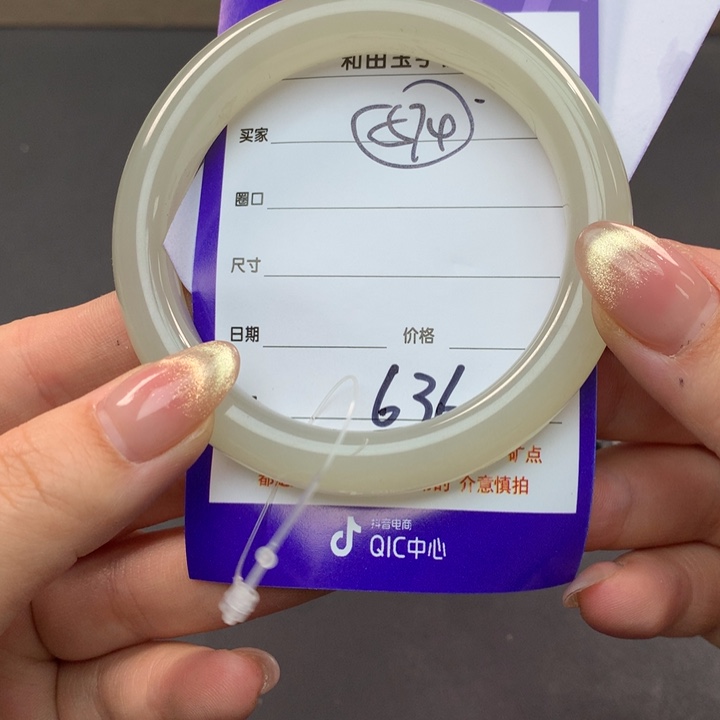 和田玉手
买家
574
圈口
尺寸
日期 价格
636
矿点
都 的 介意慎拍
抖音电商
QIC中心